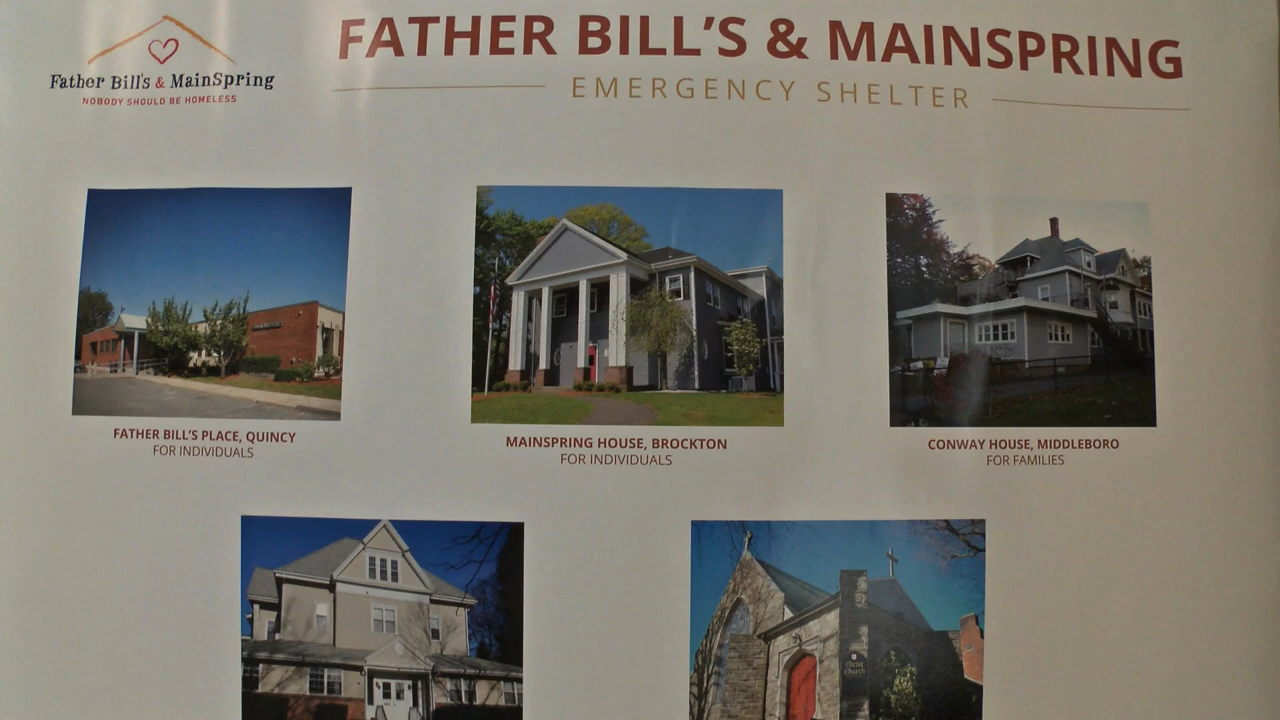 Father Bill's & MainSpring
NOBODY SHOULD BE HOMELESS
FATHER BILL'S & MAINSPRING
EMERGENCY SHELTER
FATHER BILL'S PLACE, QUINCY
FOR INDIVIDUALS
MAINSPRING HOUSE, BROCKTON
FOR INDIVIDUALS
CONWAY HOUSE, MIDDLEBORO
FOR FAMILIES
Christ
Church